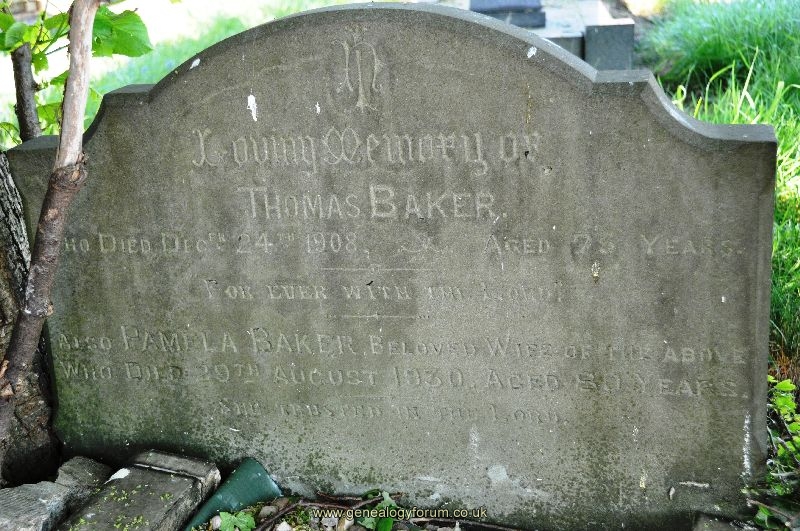 In
Loving Memory of
THOMAS BAKER.
WHO DIED DECR 24TH 1908, AGED 75 YEARS.
"FOR EVER WITH THE LORD"
ALSO PAMELA BAKER, BELOVED WIFE OF THE ABOVE
WHO DIED 29TH AUGUST 1930, AGED 80 YEARS.
SHE TRUSTED IN THE LORD.
www.genealogyforum.co.uk